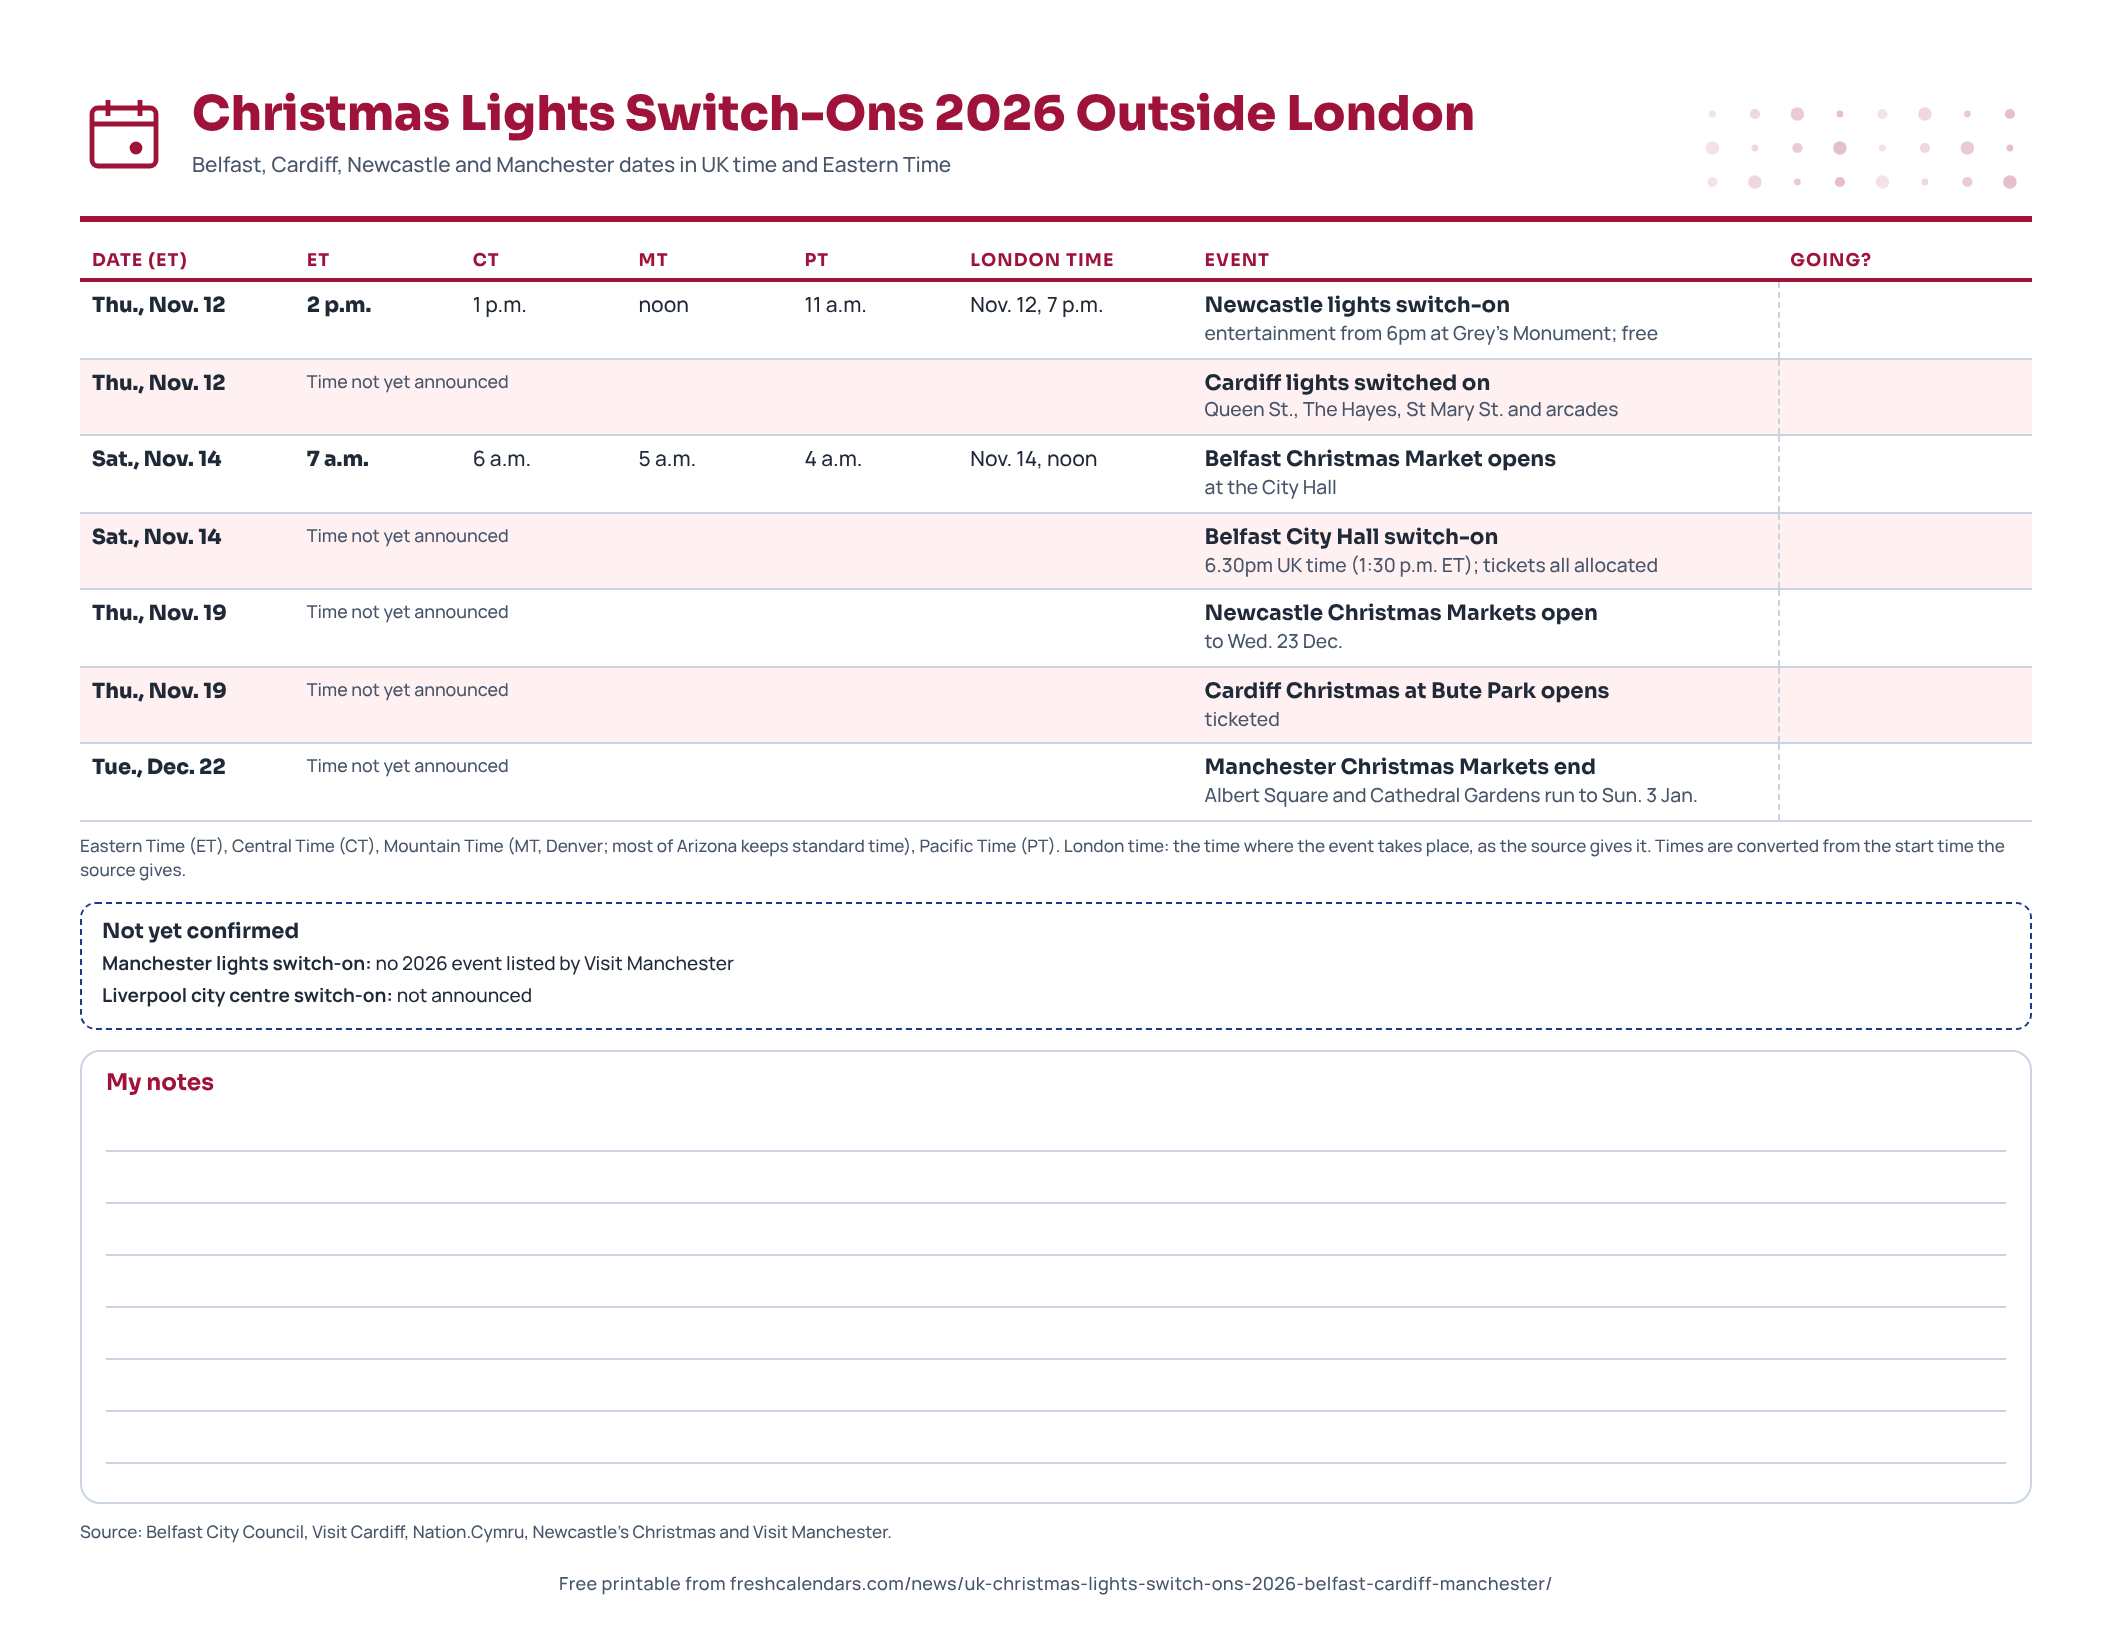 Christmas Lights Switch-Ons 2026 Outside London
Belfast, Cardiff, Newcastle and Manchester dates in UK time and Eastern Time
DATE (ET) ET CT MT PT LONDON TIME EVENT GOING?
Thu., Nov. 12 2 p.m. 1 p.m. noon 11 a.m. Nov. 12, 7 p.m. Newcastle lights switch-on
entertainment from 6pm at Grey's Monument; free
Thu., Nov. 12 Time not yet announced Cardiff lights switched on
Queen St., The Hayes, St Mary St. and arcades
Sat., Nov. 14 7 a.m. 6 a.m. 5 a.m. 4 a.m. Nov. 14, noon Belfast Christmas Market opens
at the City Hall
Sat., Nov. 14 Time not yet announced Belfast City Hall switch-on
6.30pm UK time (1:30 p.m. ET); tickets all allocated
Thu., Nov. 19 Time not yet announced Newcastle Christmas Markets open
to Wed. 23 Dec.
Thu., Nov. 19 Time not yet announced Cardiff Christmas at Bute Park opens
ticketed
Tue., Dec. 22 Time not yet announced Manchester Christmas Markets end
Albert Square and Cathedral Gardens run to Sun. 3 Jan.
Eastern Time (ET), Central Time (CT), Mountain Time (MT, Denver; most of Arizona keeps standard time), Pacific Time (PT). London time: the time where the event takes place, as the source gives it. Times are converted from the start time the
source gives.
Not yet confirmed
Manchester lights switch-on: no 2026 event listed by Visit Manchester
Liverpool city centre switch-on: not announced
My notes
Source: Belfast City Council, Visit Cardiff, Nation.Cymru, Newcastle's Christmas and Visit Manchester.
Free printable from freshcalendars.com/news/uk-christmas-lights-switch-ons-2026-belfast-cardiff-manchester/